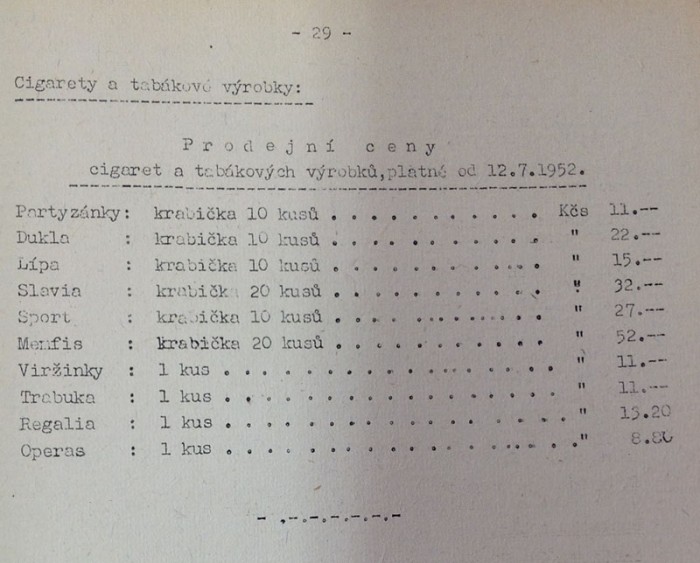 - 29 -
Cigarety a tabákové výrobky:
Prodejní ceny
cigaret a tabákových výrobků,platné od 12.7.1952.
Partyzánky: krabička 10 kusů . . . . . . . . . . . Kčs 11.--
Dukla : krabička 10 kusů . . . . . . . . . . . " 22.--
Lípa : krabička 10 kusů . . . . . . . . . . . " 15.--
Slavia : krabička 20 kusů . . . . . . . . . . . " 32.--
Sport : krabička 10 kusů . . . . . . . . . . . " 27.--
Memfis : krabička 20 kusů . . . . . . . . . . . " 52.--
Viržinky : 1 kus . . . . . . . . . . . . . . . . " 11.--
Trabuka : 1 kus . . . . . . . . . . . . . . . . " 11.--
Regalia : 1 kus . . . . . . . . . . . . . . . . " 15.20
Operas : 1 kus . . . . . . . . . . . . . . . . ." 8.80